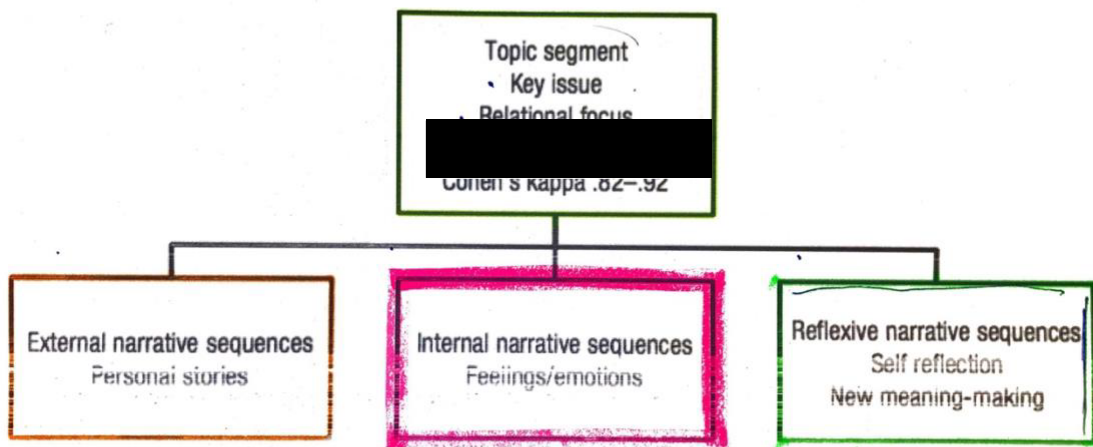 Topic segment
Key issue
Relational focus
Cohen's kappa .82–.92
External narrative sequences
Personal stories
Internal narrative sequences
Feelings/emotions
Reflexive narrative sequences
Self reflection
New meaning-making